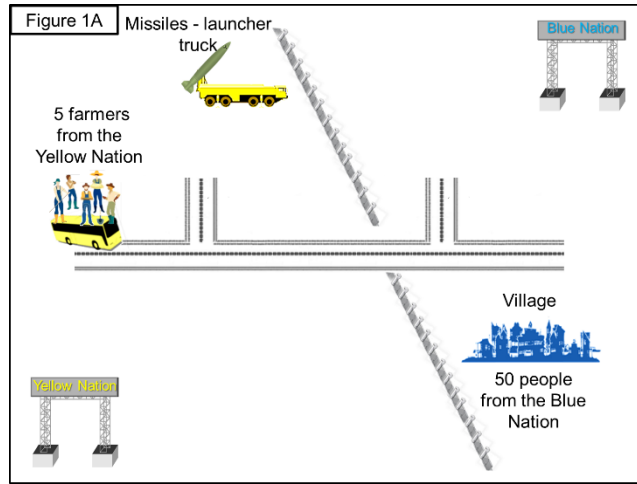 Figure 1A
Missiles - launcher
truck
Blue Nation
5 farmers
from the
Yellow Nation
Village
50 people
from the Blue
Nation
Yellow Nation